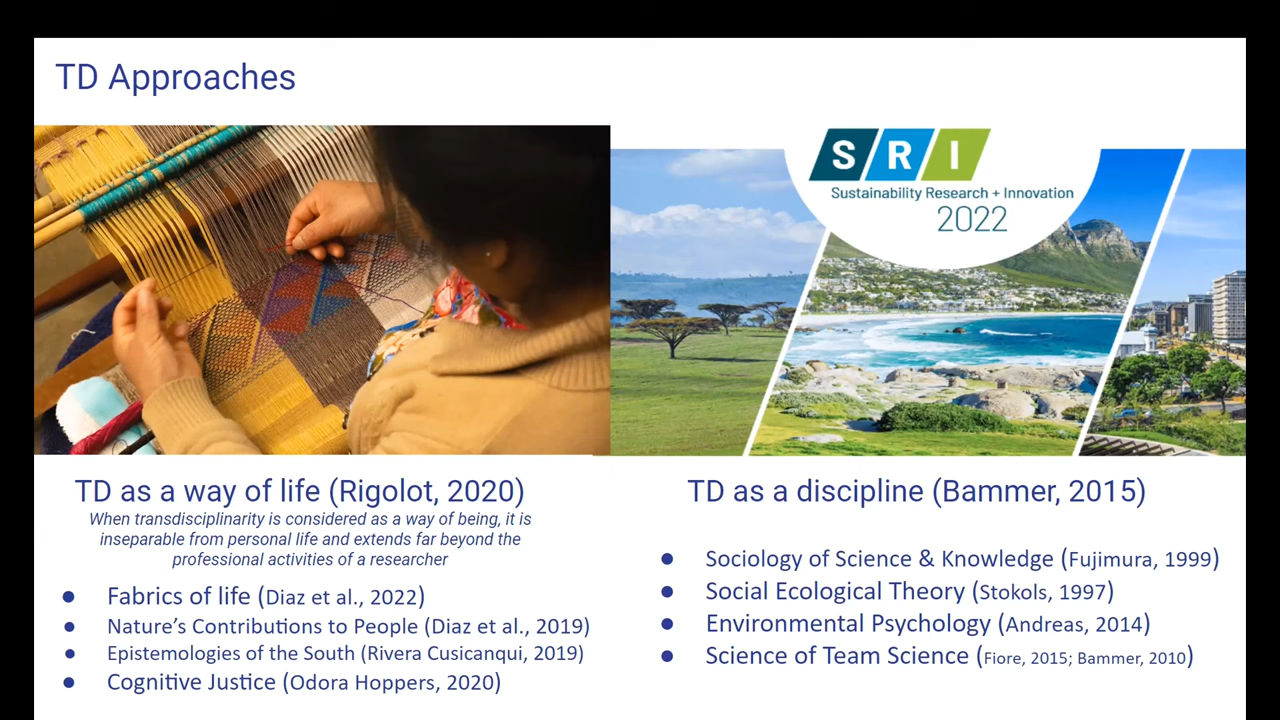 TD Approaches
SRI
Sustainability Research + Innovation
2022
TD as a way of life (Rigolot, 2020)
When transdisciplinarity is considered as a way of being, it is
inseparable from personal life and extends far beyond the
professional activities of a researcher
● Fabrics of life (Diaz et al., 2022)
● Nature’s Contributions to People (Diaz et al., 2019)
● Epistemologies of the South (Rivera Cusicanqui, 2019)
● Cognitive Justice (Odora Hoppers, 2020)
TD as a discipline (Bammer, 2015)
● Sociology of Science & Knowledge (Fujimura, 1999)
● Social Ecological Theory (Stokols, 1997)
● Environmental Psychology (Andreas, 2014)
● Science of Team Science (Fiore, 2015; Bammer, 2010)